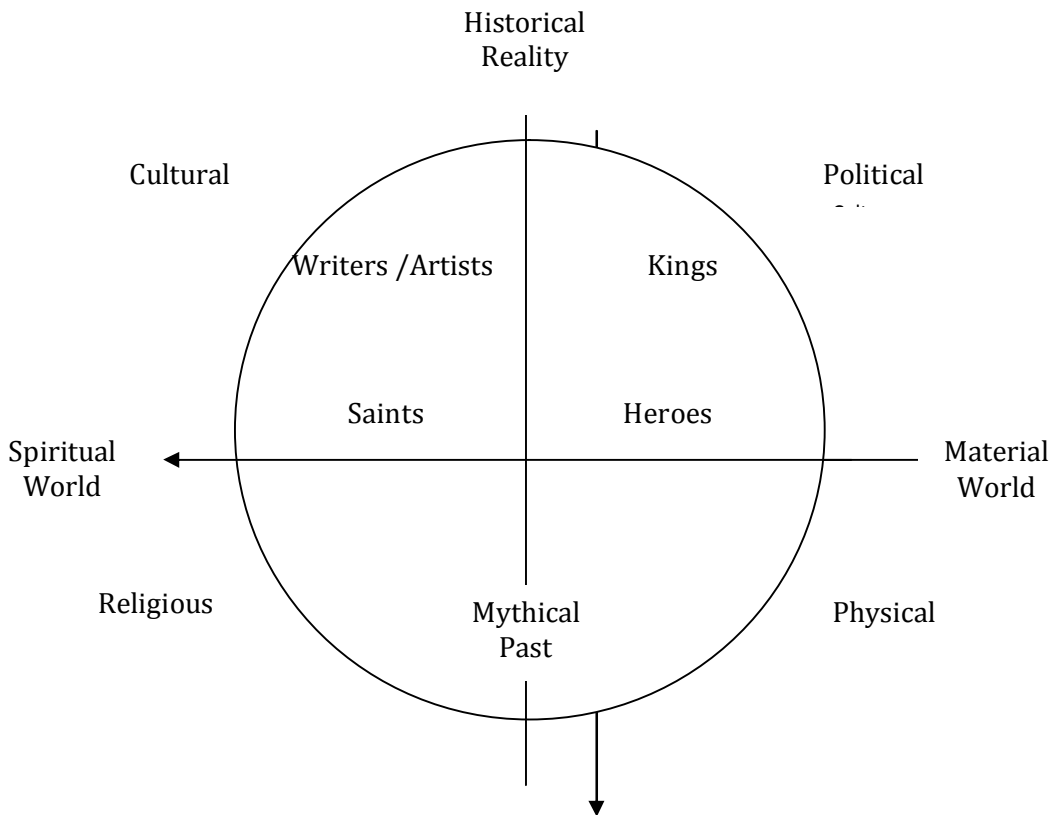 Historical
Reality
Cultural
Political
Writers /Artists
Kings
Saints
Heroes
Spiritual
World
Material
World
Religious
Mythical
Past
Physical